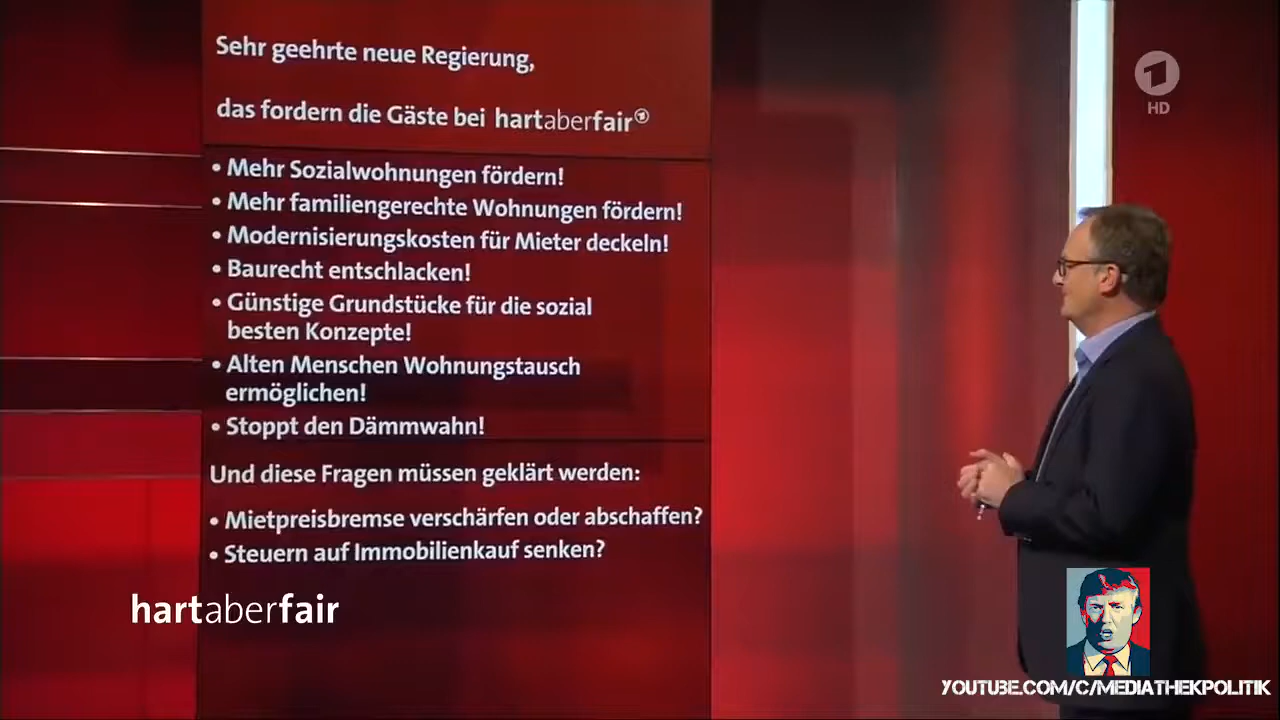 Sehr geehrte neue Regierung,
das fordern die Gäste bei hartaberfair
• Mehr Sozialwohnungen fördern!
• Mehr familiengerechte Wohnungen fördern!
• Modernisierungskosten für Mieter deckeln!
• Baurecht entschlacken!
• Günstige Grundstücke für die sozial
besten Konzepte!
• Alten Menschen Wohnungstausch
ermöglichen!
• Stoppt den Dämmwahn!
Und diese Fragen müssen geklärt werden:
• Mietpreisbremse verschärfen oder abschaffen?
• Steuern auf Immobilienkauf senken?
hartaberfair
1
HD
YOUTUBE.COM/C/MEDIATHEKPOLITIK